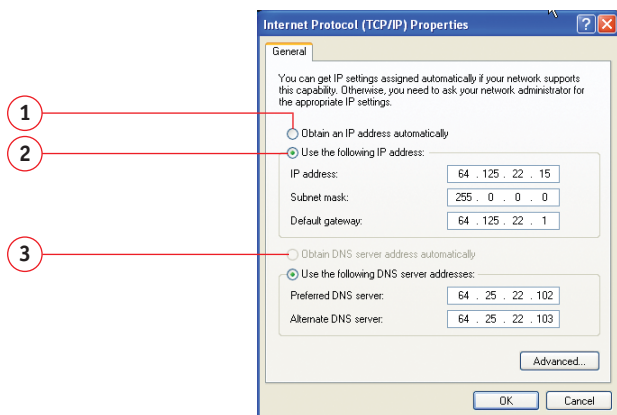 Internet Protocol (TCP/IP) Properties
General
You can get IP settings assigned automatically if your network supports
this capability. Otherwise, you need to ask your network administrator for
the appropriate IP settings.
1
Obtain an IP address automatically
2
Use the following IP address:
IP address: 64 . 125 . 22 . 15
Subnet mask: 255 . 0 . 0 . 0
Default gateway: 64 . 125 . 22 . 1
3
Obtain DNS server address automatically
Use the following DNS server addresses:
Preferred DNS server: 64 . 25 . 22 . 102
Alternate DNS server: 64 . 25 . 22 . 103
Advanced...
OK Cancel